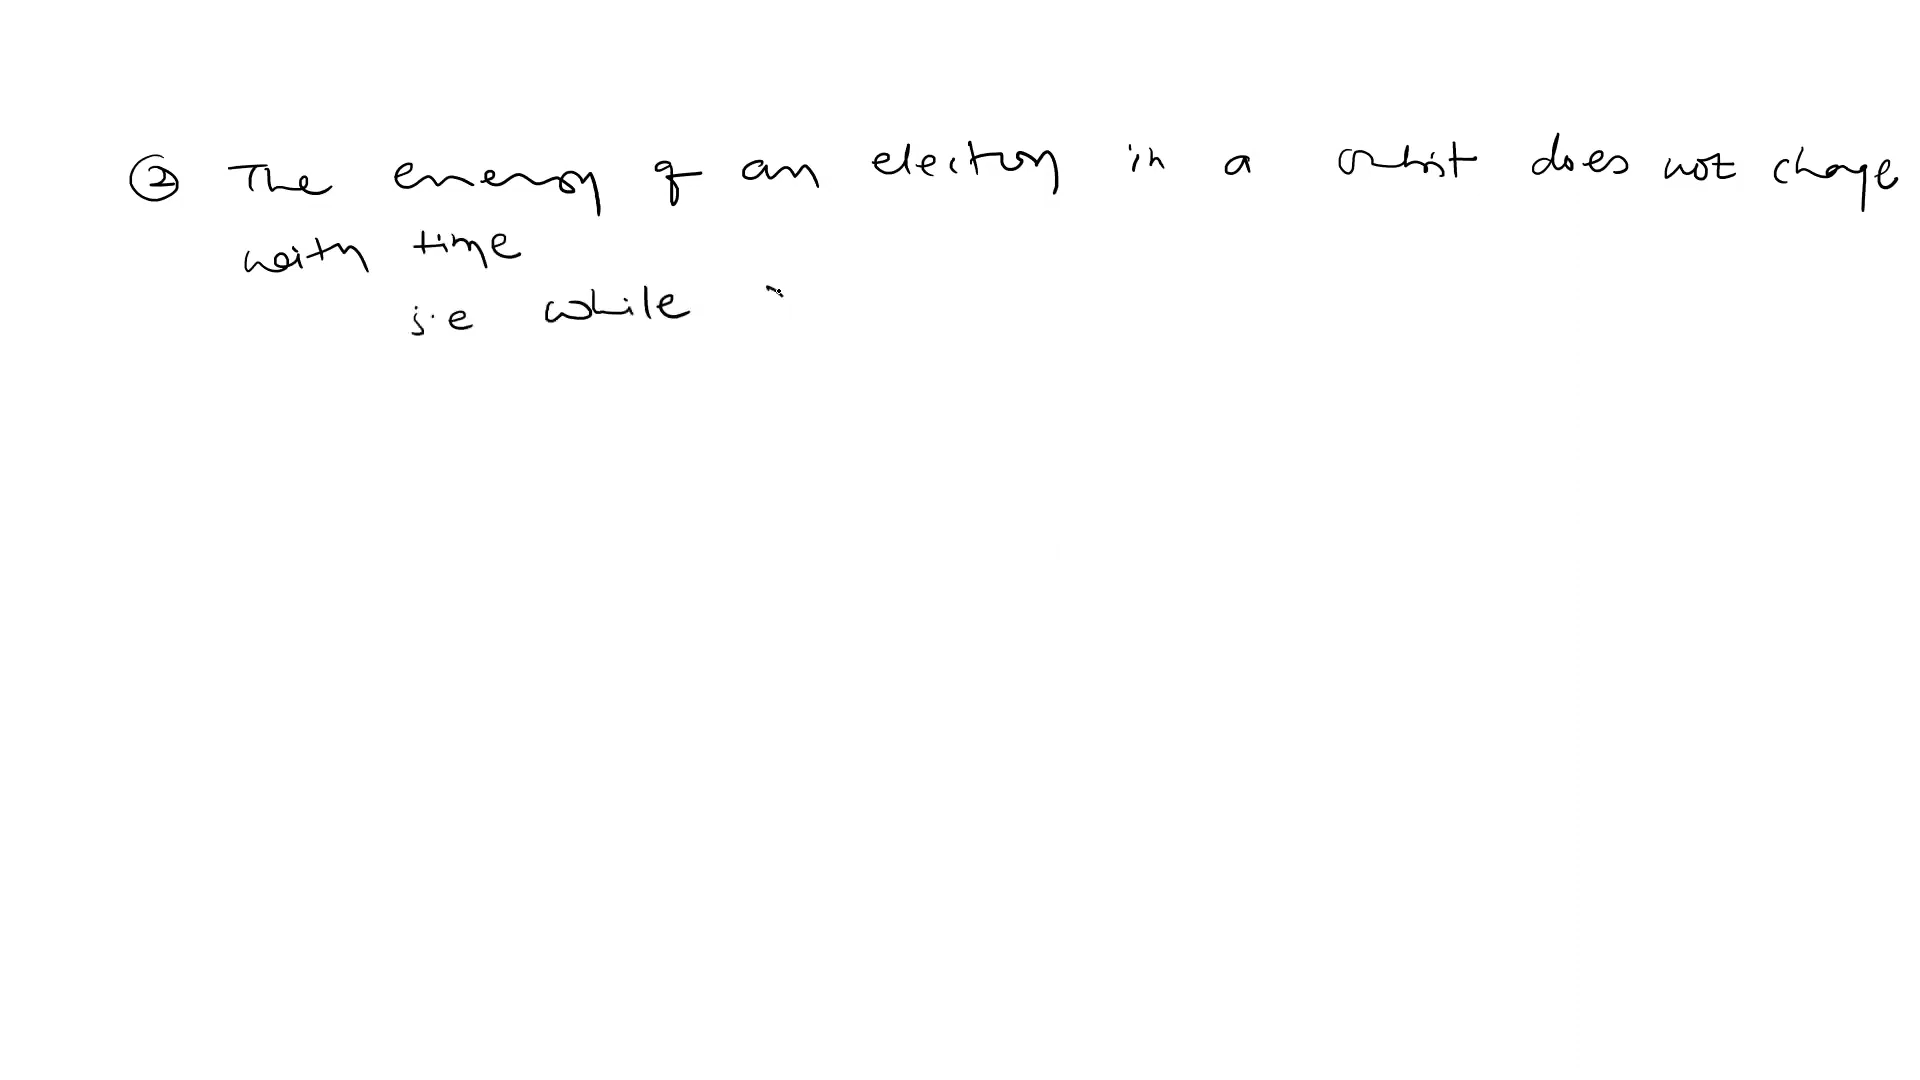 ② The energy of an electron in a orbit does not change
with time
i.e while